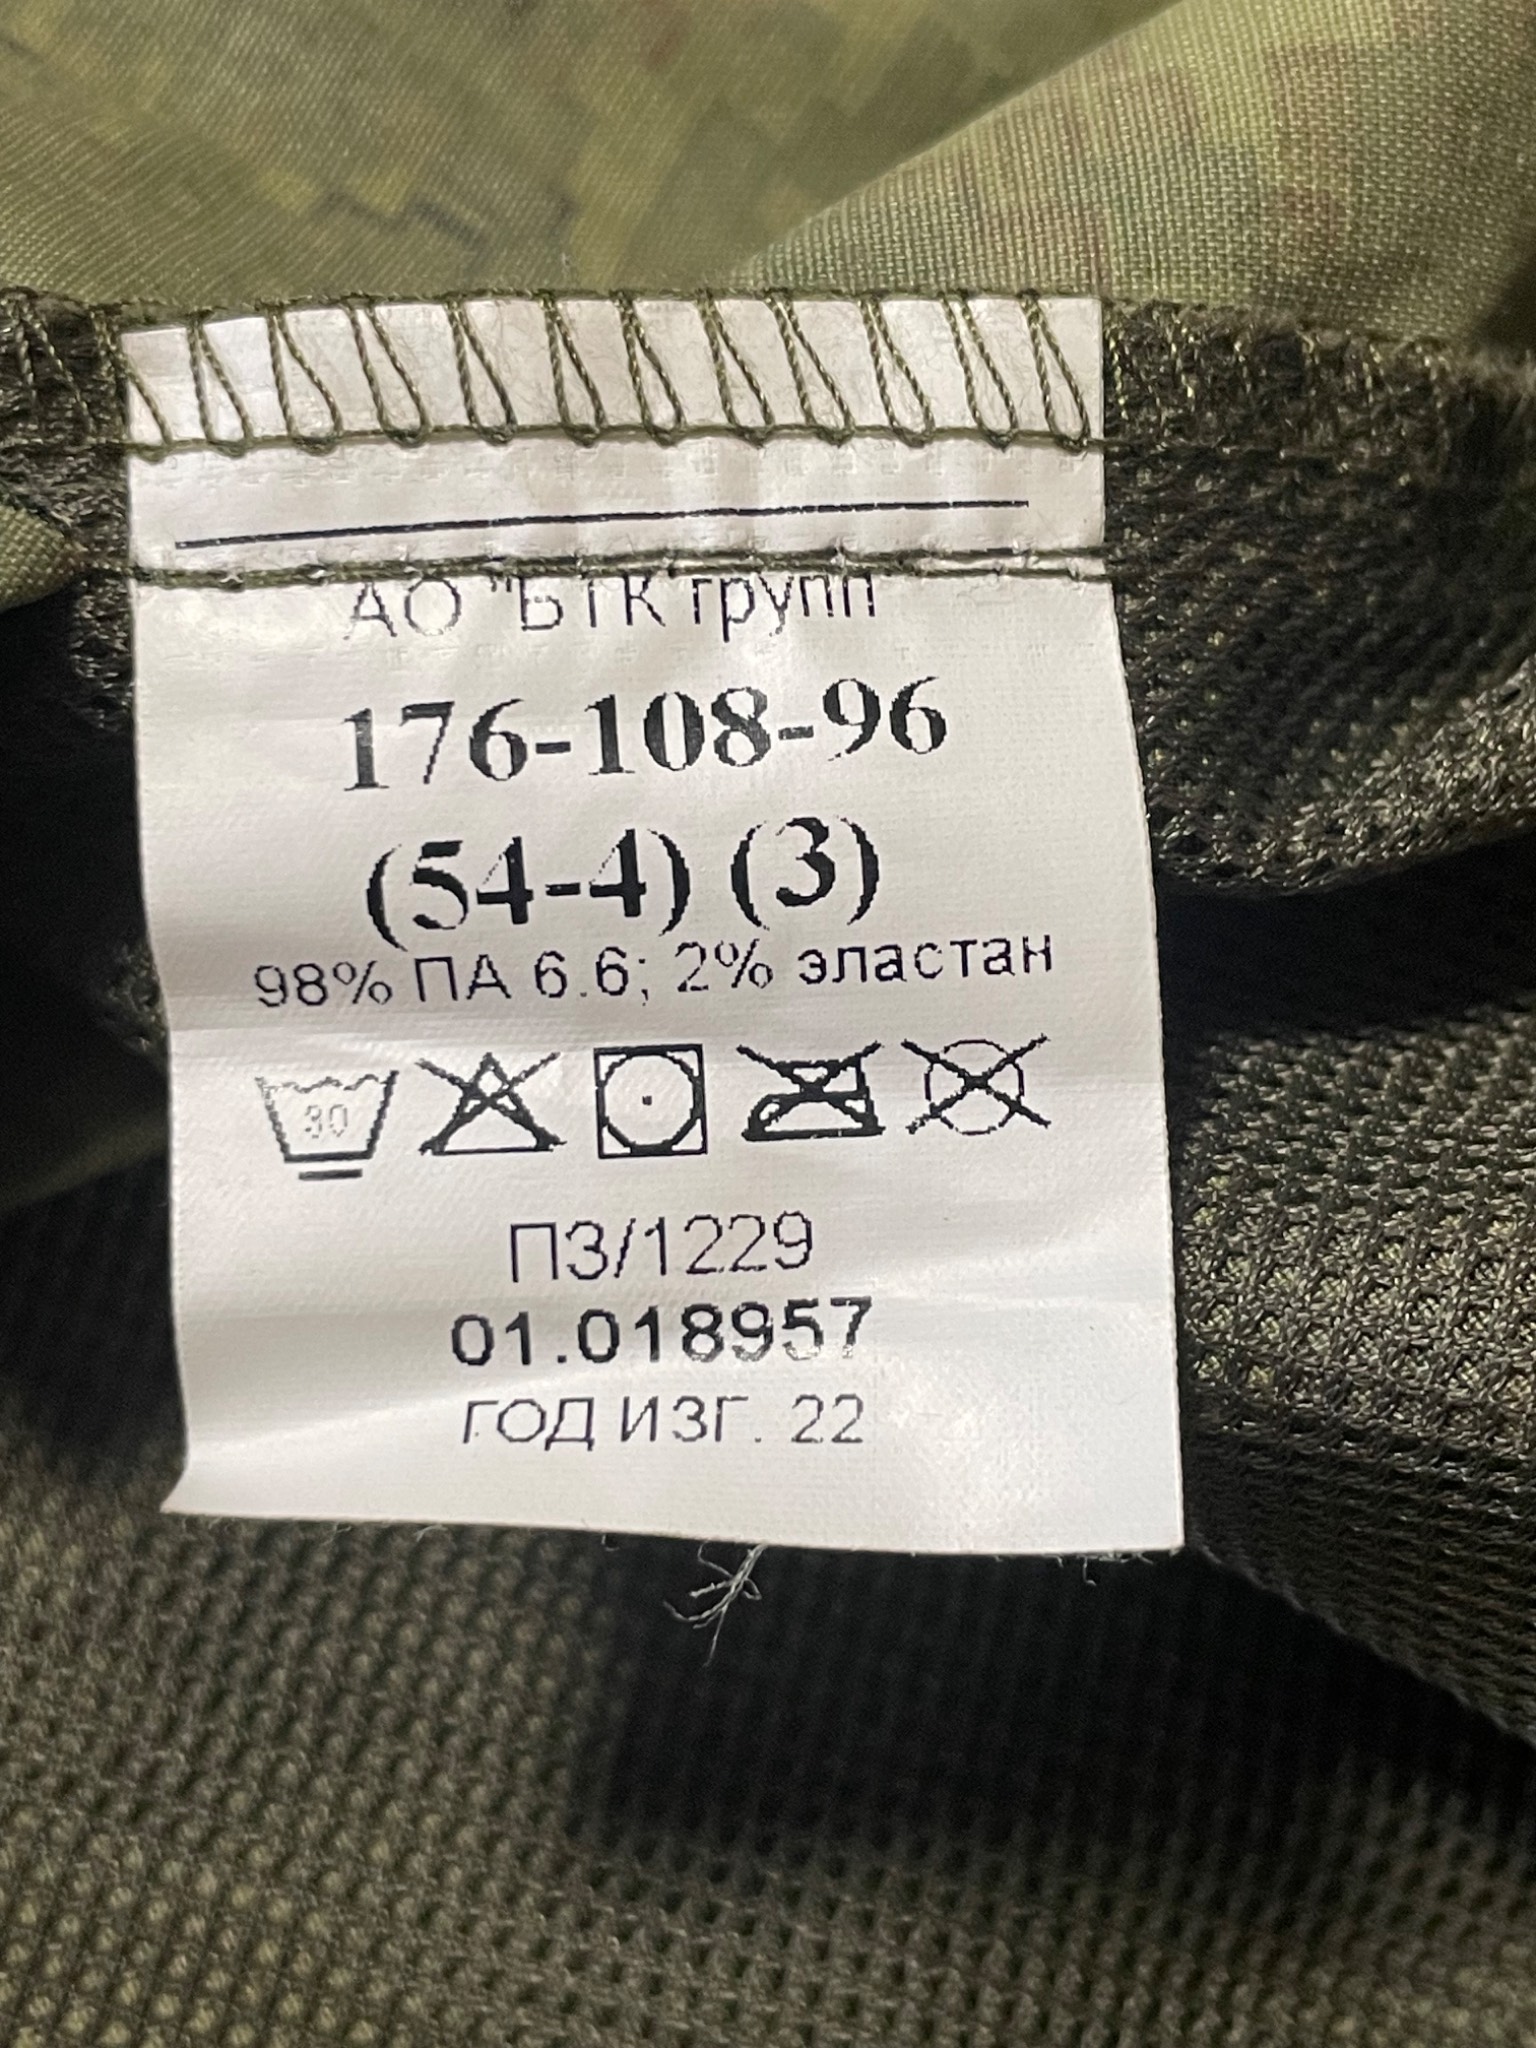 АО "БТК групп"
176-108-96
(54-4) (3)
98% ПА 6.6; 2% эластан
30
ПЗ/1229
01.018957
ГОД ИЗГ. 22